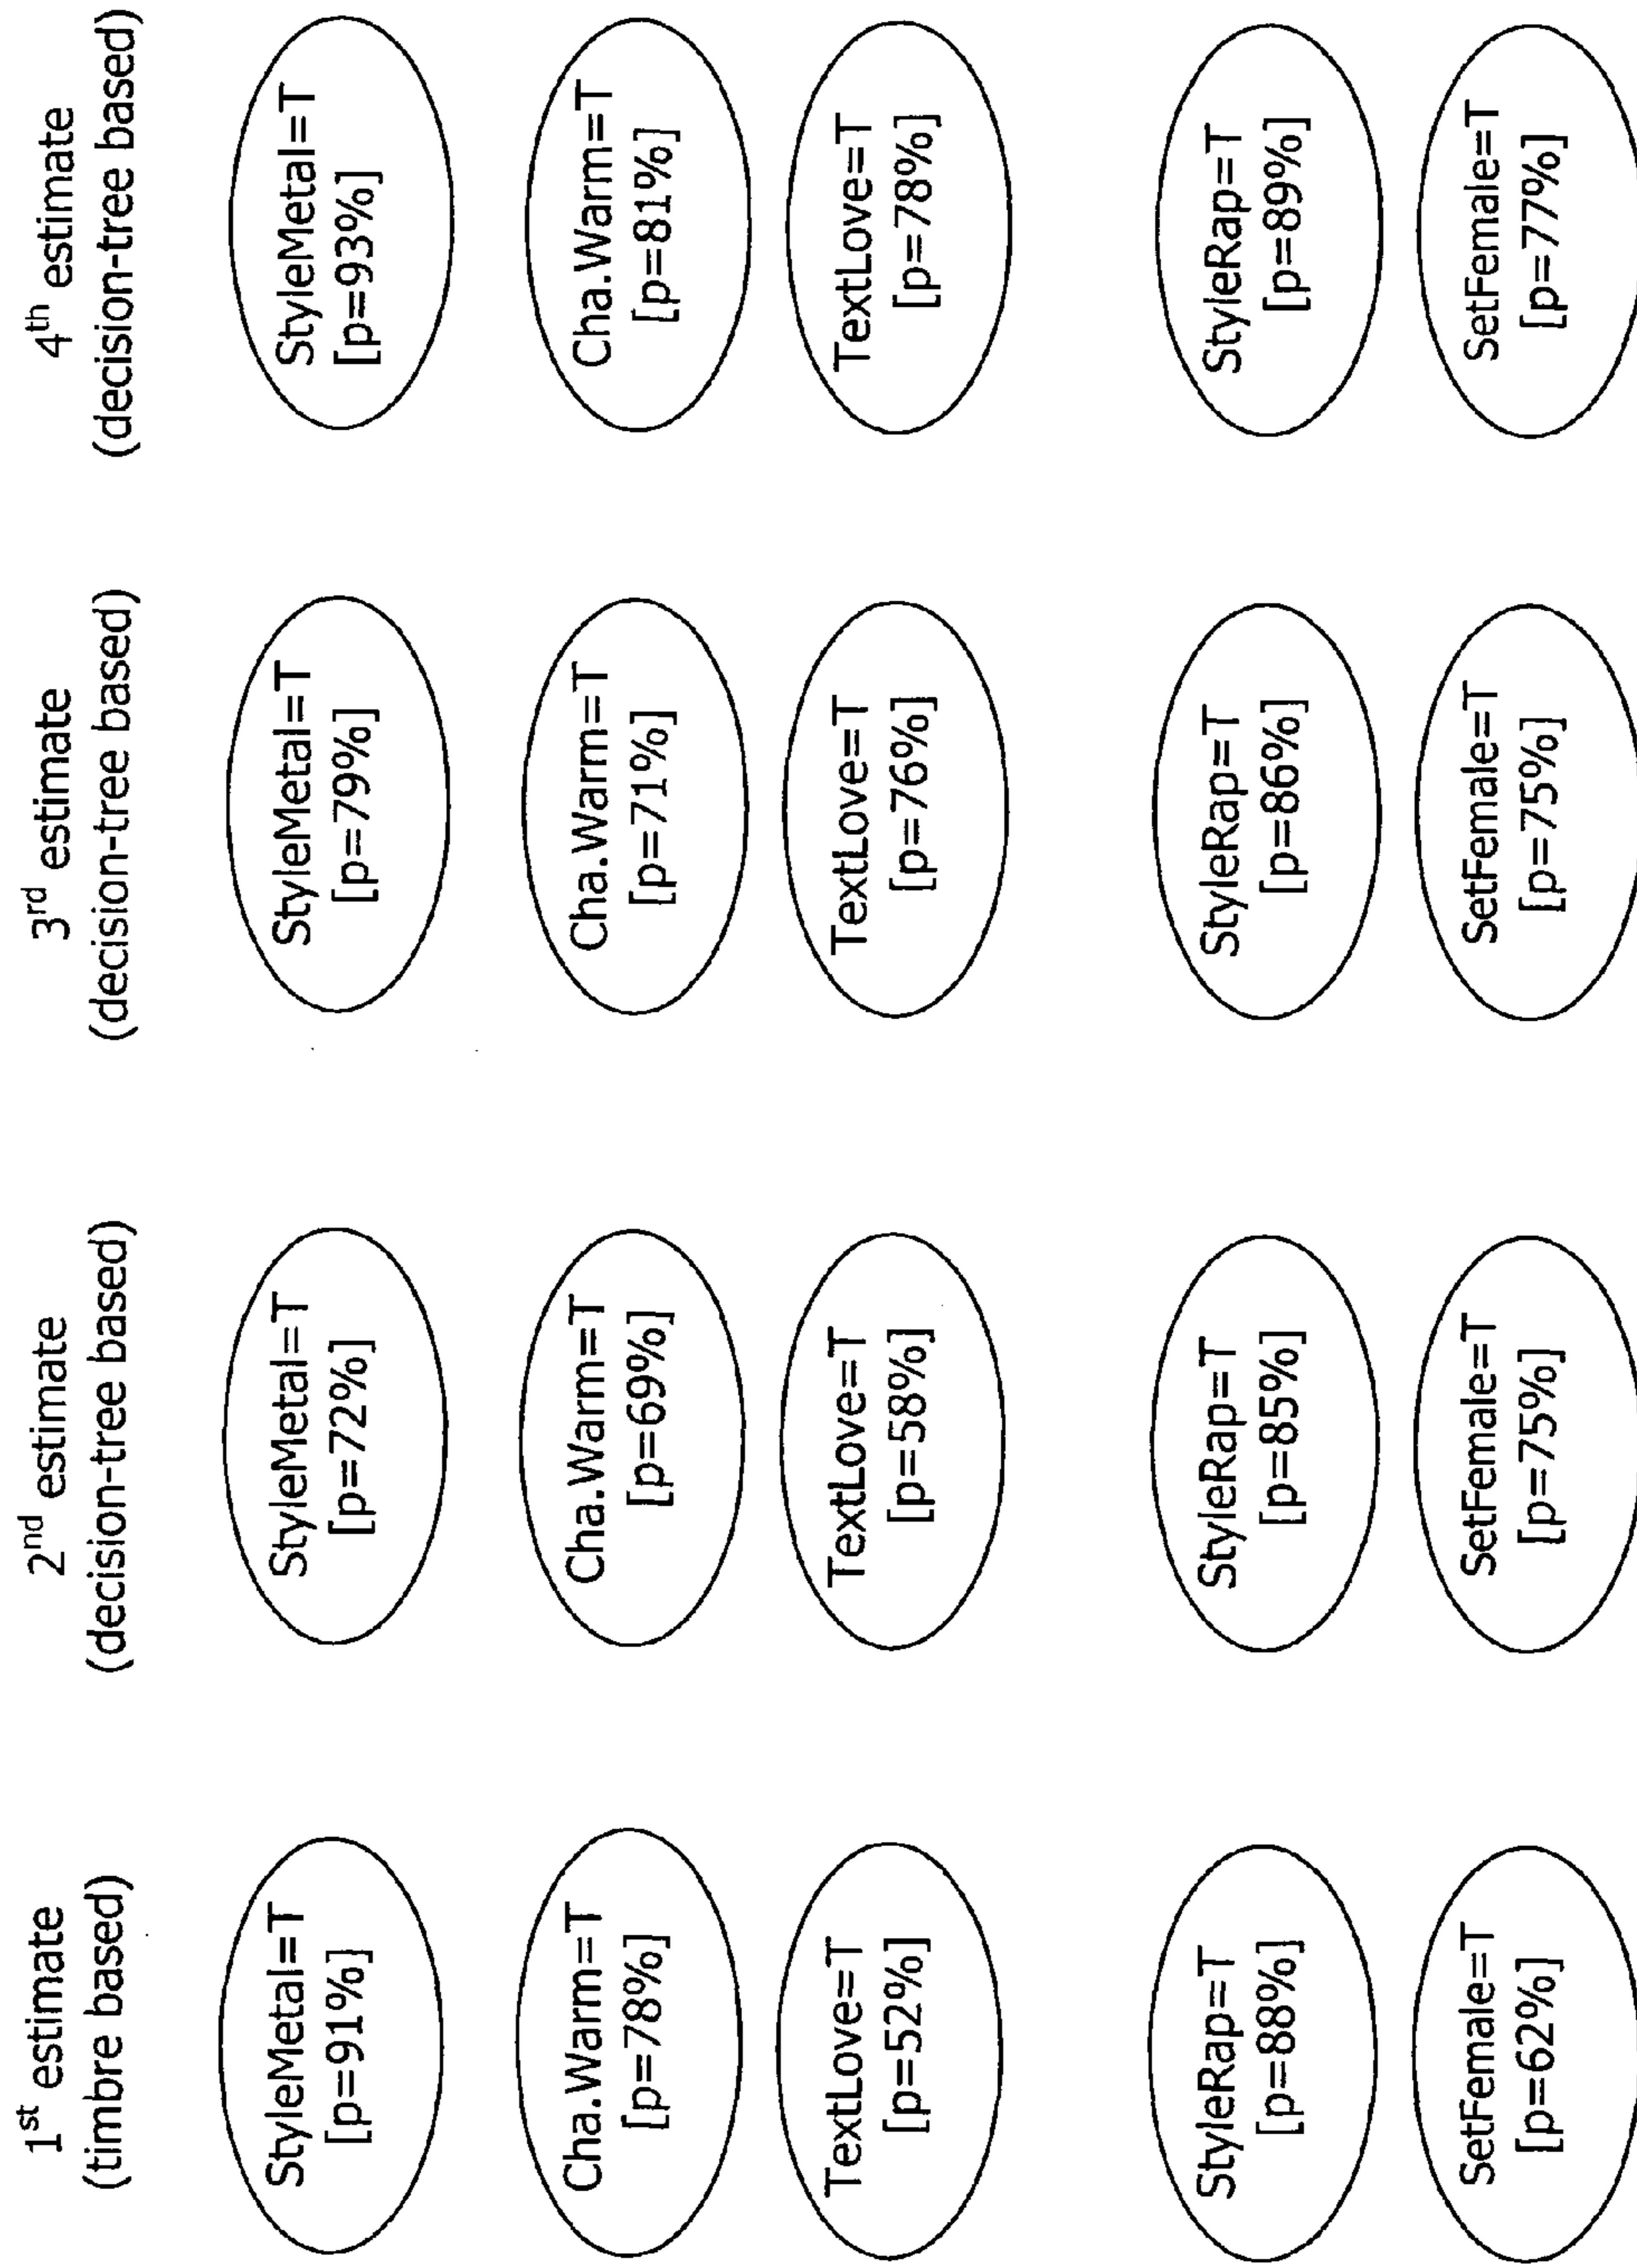 1st estimate
(timbre based)
StyleMetal=T
[p=91%]
Cha.Warm=T
[p=78%]
TextLove=T
[p=52%]
StyleRap=T
[p=88%]
SetFemale=T
[p=62%]
2nd estimate
(decision-tree based)
StyleMetal=T
[p=72%]
Cha.Warm=T
[p=69%]
TextLove=T
[p=58%]
StyleRap=T
[p=85%]
SetFemale=T
[p=75%]
3rd estimate
(decision-tree based)
StyleMetal=T
[p=79%]
Cha.Warm=T
[p=71%]
TextLove=T
[p=76%]
StyleRap=T
[p=86%]
SetFemale=T
[p=75%]
4th estimate
(decision-tree based)
StyleMetal=T
[p=93%]
Cha.Warm=T
[p=81%]
TextLove=T
[p=78%]
StyleRap=T
[p=89%]
SetFemale=T
[p=77%]